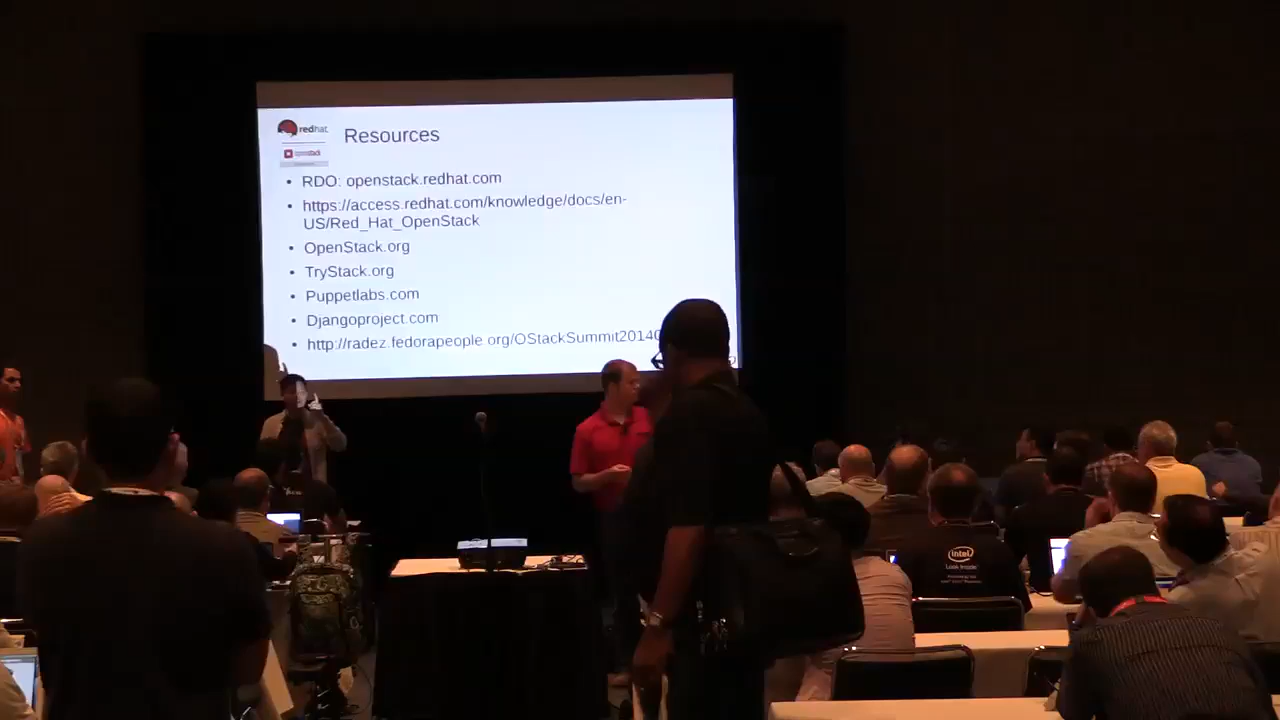 redhat.
Resources
openstack
• RDO: openstack.redhat.com
• https://access.redhat.com/knowledge/docs/en-
US/Red_Hat_OpenStack
• OpenStack.org
• TryStack.org
• Puppetlabs.com
• Djangoproject.com
• http://radez.fedorapeople.org/OStackSummit2014
intel
Look Inside.